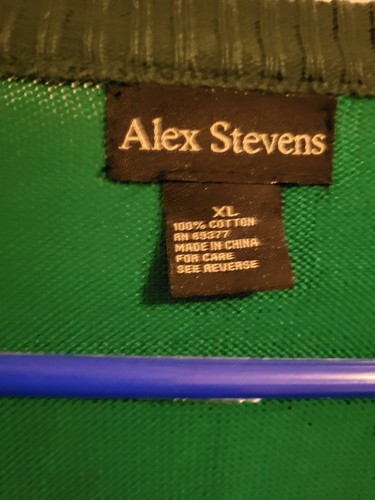 Alex Stevens
XL
100% COTTON
RN 69377
MADE IN CHINA
FOR CARE
SEE REVERSE